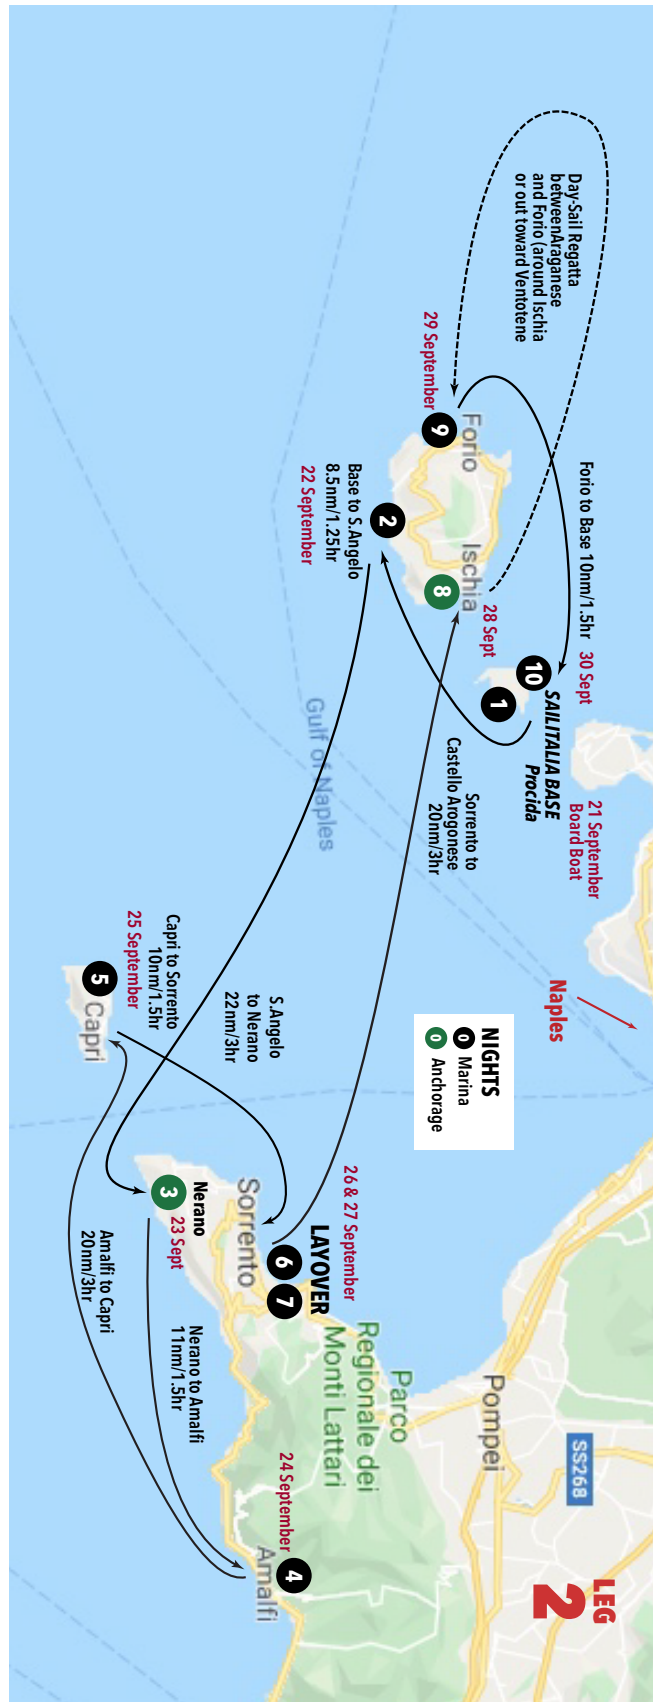 LEG
2
Day-Sail Regatta
betweenAraganese
and Forio (around Ischia
or out toward Ventotene
29 September
9
Forio
Forio to Base 10nm/1.5hr
30 Sept
2
Base to S.Angelo
8.5nm/1.25hr
22 September
Ischia
8
28 Sept
10
1
SAILITALIA BASE
Procida
21 September
Board Boat
Sorrento to
Castello Arogonese
20nm/3hr
Gulf of Naples
Naples
NIGHTS
0 Marina
0 Anchorage
5
Capri
Capri to Sorrento
10nm/1.5hr
25 September
S.Angelo
to Nerano
22nm/3hr
Nerano
3
23 Sept
Sorrento
26 & 27 September
LAYOVER
6
7
Amalfi to Capri
20nm/3hr
Nerano to Amalfi
11nm/1.5hr
Parco
Regionale dei
Monti Lattari
Pompei
SS268
24 September
4
Amalfi